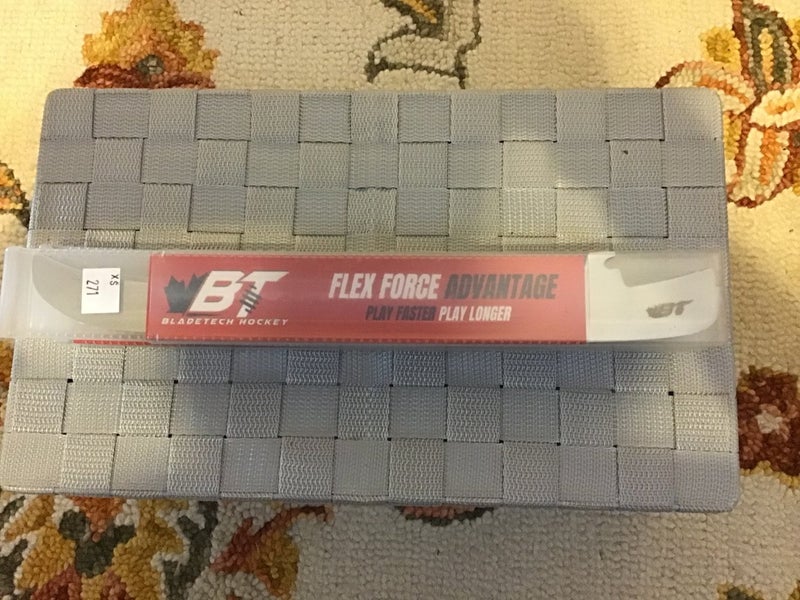 XS
271
BT
BLADETECH HOCKEY
FLEX FORCE ADVANTAGE
PLAY FASTER PLAY LONGER
BT